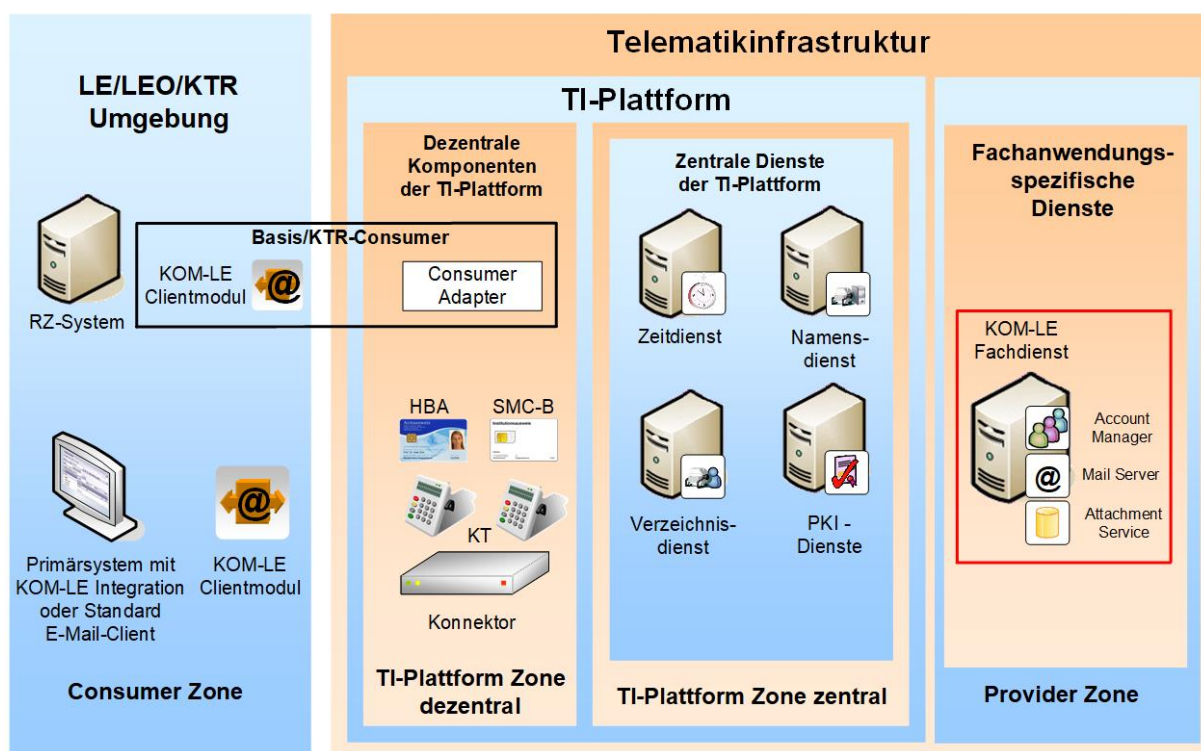 LE/LEO/KTR
Umgebung
RZ-System
Basis/KTR-Consumer
KOM-LE
Clientmodul
@
Consumer
Adapter
Primärsystem mit
KOM-LE Integration
oder Standard
E-Mail-Client
@
KOM-LE
Clientmodul
Consumer Zone
Telematikinfrastruktur
TI-Plattform
Dezentrale
Komponenten
der TI-Plattform
HBA
SMC-B
KT
Konnektor
TI-Plattform Zone
dezentral
Zentrale Dienste
der TI-Plattform
Zeitdienst
Namens-
dienst
Verzeichnis-
dienst
PKI -
Dienste
TI-Plattform Zone zentral
Fachanwendungs-
spezifische
Dienste
KOM-LE
Fachdienst
Account
Manager
@
Mail Server
Attachment
Service
Provider Zone